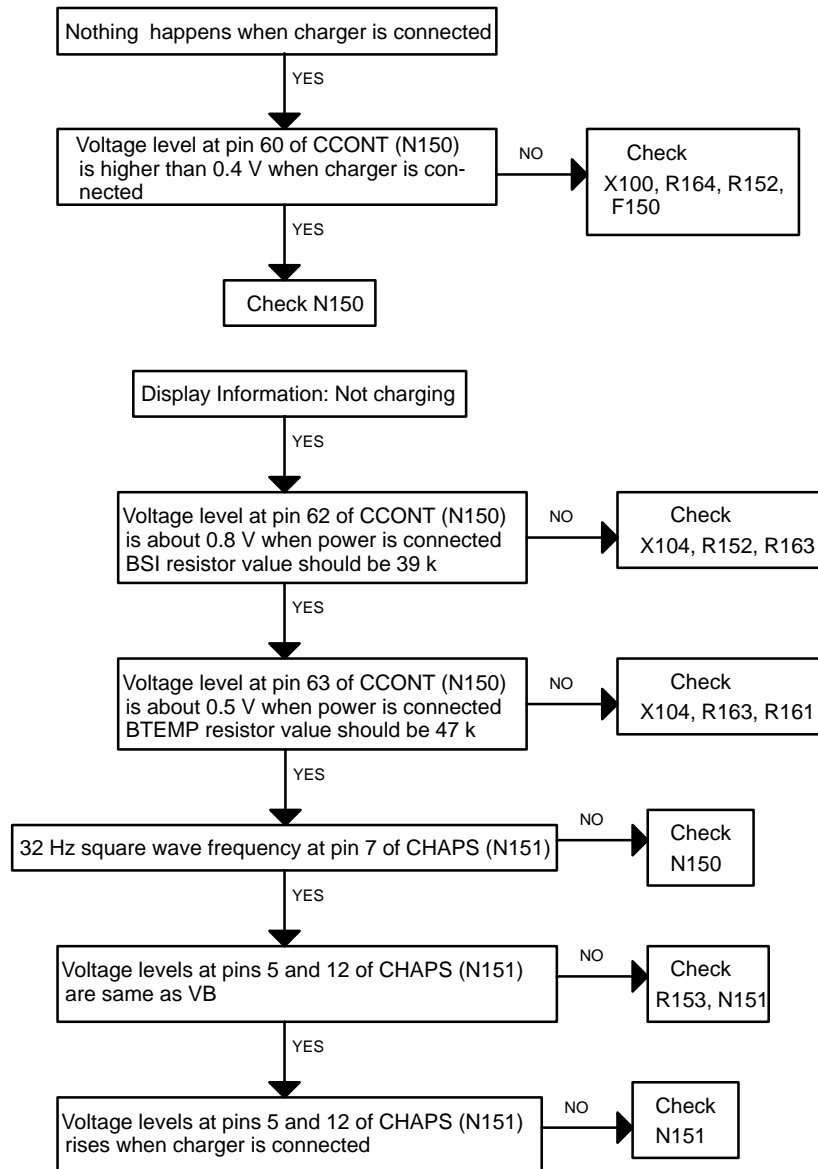 Nothing happens when charger is connected
YES
Voltage level at pin 60 of CCONT (N150)
is higher than 0.4 V when charger is con-
nected
NO
Check
X100, R164, R152,
F150
YES
Check N150
Display Information: Not charging
YES
Voltage level at pin 62 of CCONT (N150)
is about 0.8 V when power is connected
BSI resistor value should be 39 k
NO
Check
X104, R152, R163
YES
Voltage level at pin 63 of CCONT (N150)
is about 0.5 V when power is connected
BTEMP resistor value should be 47 k
NO
Check
X104, R163, R161
YES
32 Hz square wave frequency at pin 7 of CHAPS (N151)
NO
Check
N150
YES
Voltage levels at pins 5 and 12 of CHAPS (N151)
are same as VB
NO
Check
R153, N151
YES
Voltage levels at pins 5 and 12 of CHAPS (N151)
rises when charger is connected
NO
Check
N151